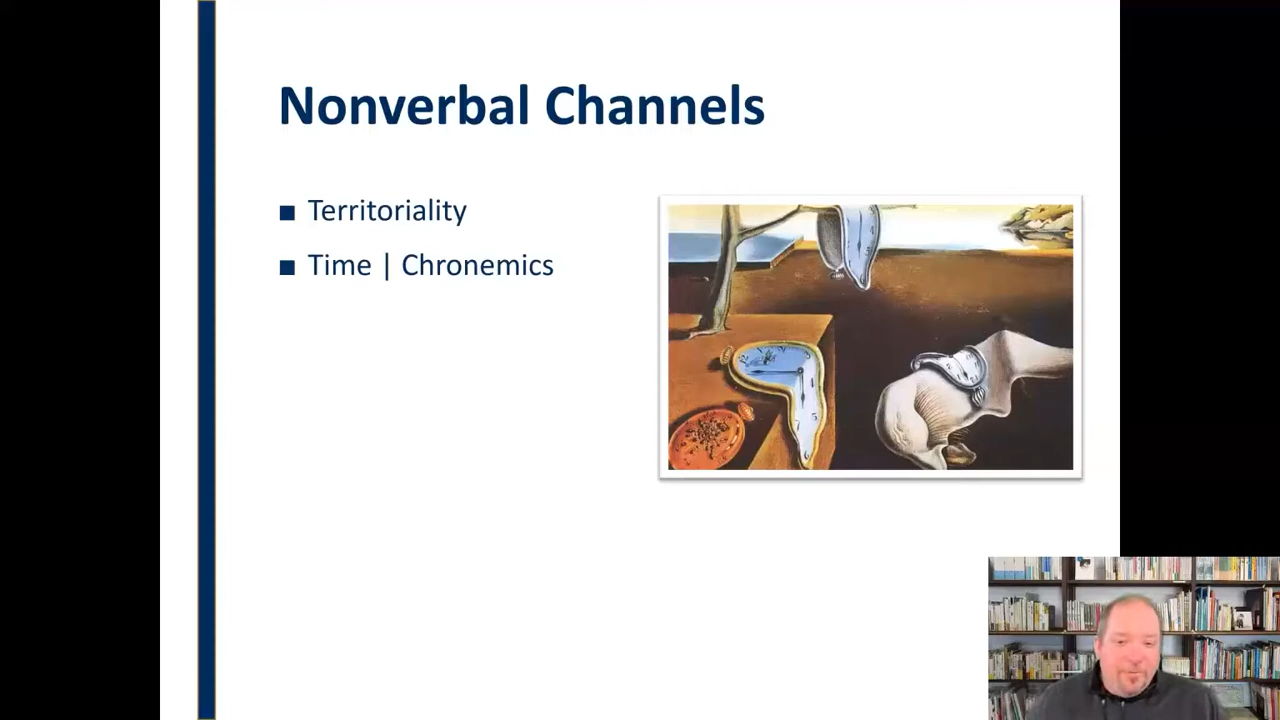 Nonverbal Channels
■ Territoriality
■ Time | Chronemics